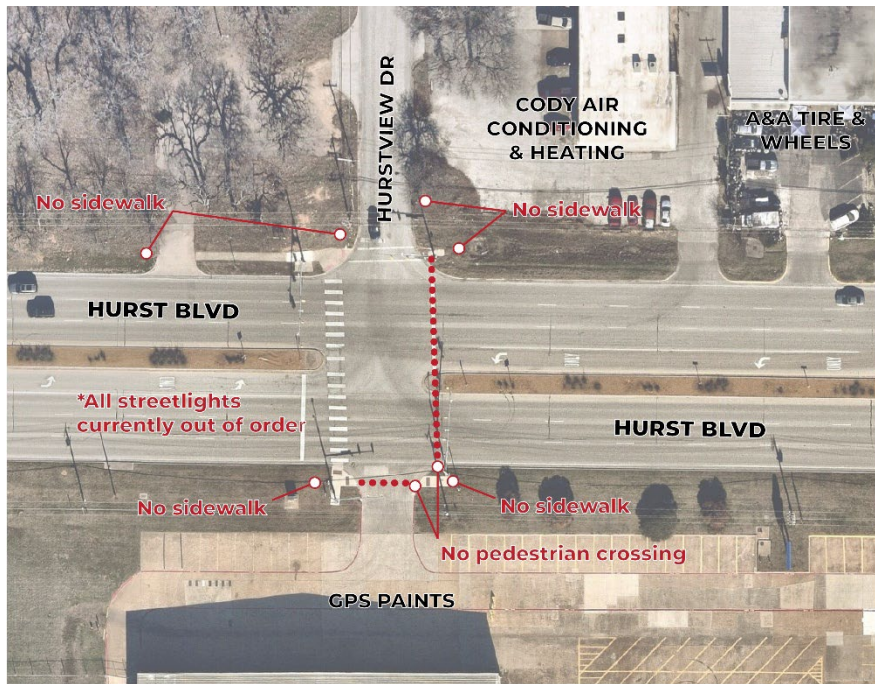 HURSTVIEW DR
CODY AIR
CONDITIONING
& HEATING
A&A TIRE &
WHEELS
No sidewalk
No sidewalk
HURST BLVD
*All streetlights
currently out of order
HURST BLVD
No sidewalk
No sidewalk
No pedestrian crossing
GPS PAINTS